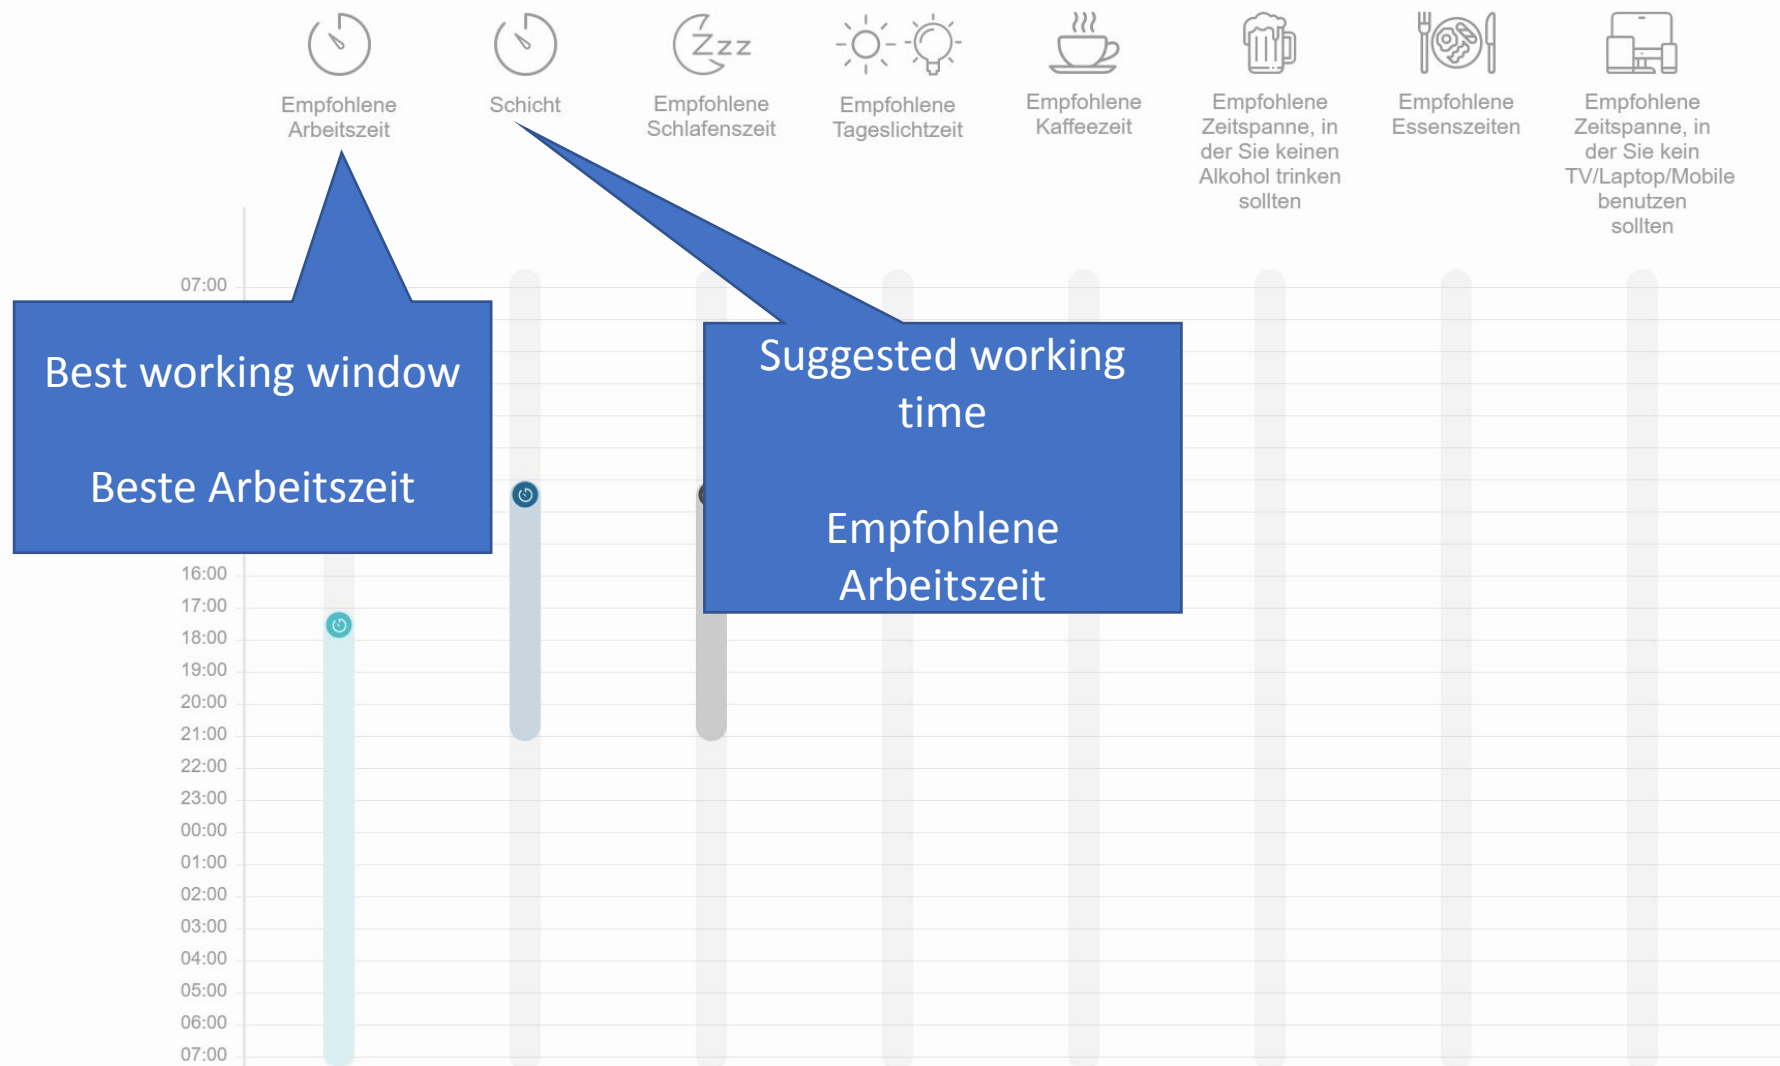 Zzz
Empfohlene
Arbeitszeit
Schicht
Empfohlene
Schlafenszeit
Empfohlene
Tageslichtzeit
Empfohlene
Kaffeezeit
Empfohlene
Zeitspanne, in
der Sie keinen
Alkohol trinken
sollten
Empfohlene
Essenszeiten
Empfohlene
Zeitspanne, in
der Sie kein
TV/Laptop/Mobile
benutzen
sollten
07:00
Best working window
Beste Arbeitszeit
Suggested working
time
Empfohlene
Arbeitszeit
16:00
17:00
18:00
19:00
20:00
21:00
22:00
23:00
00:00
01:00
02:00
03:00
04:00
05:00
06:00
07:00